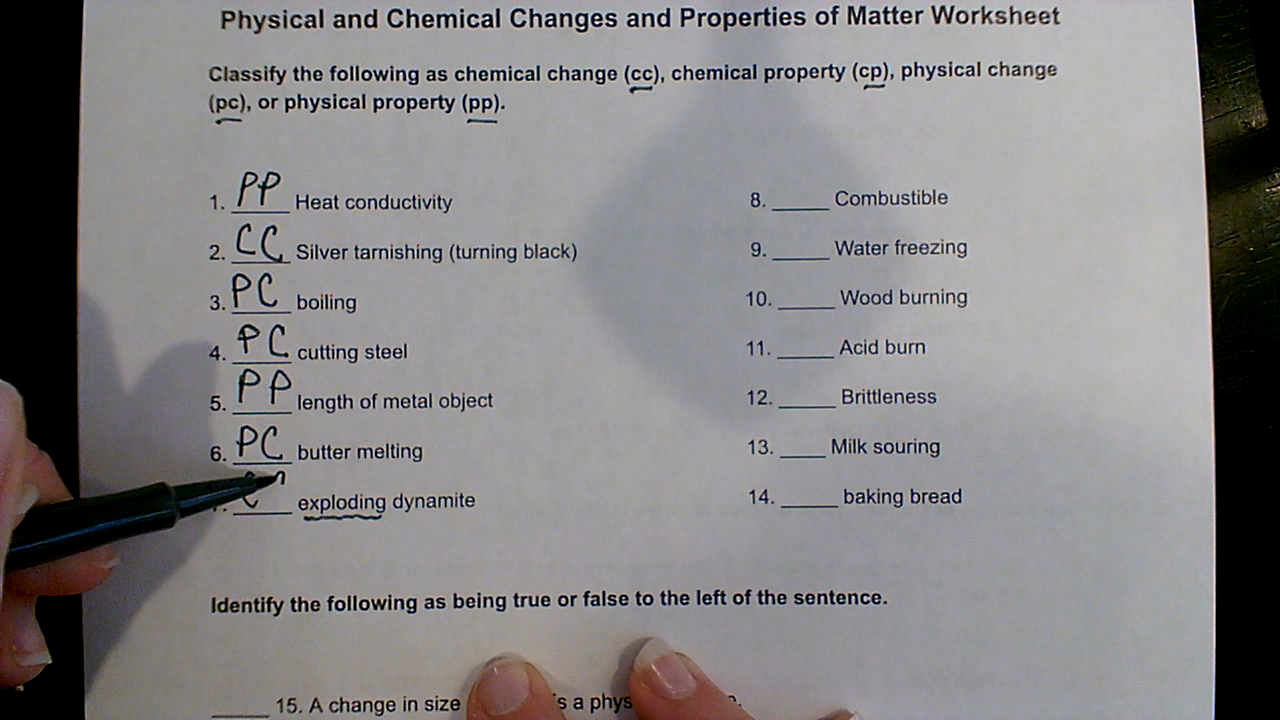 Physical and Chemical Changes and Properties of Matter Worksheet
Classify the following as chemical change (cc), chemical property (cp), physical change
(pc), or physical property (pp).
1. PP Heat conductivity
2. CC Silver tarnishing (turning black)
3. PC boiling
4. PC cutting steel
5. PP length of metal object
6. PC butter melting
exploding dynamite
8. _____ Combustible
9. _____ Water freezing
10. _____ Wood burning
11. _____ Acid burn
12. _____ Brittleness
13. ____ Milk souring
14. _____ baking bread
Identify the following as being true or false to the left of the sentence.
_____ 15. A change in size a